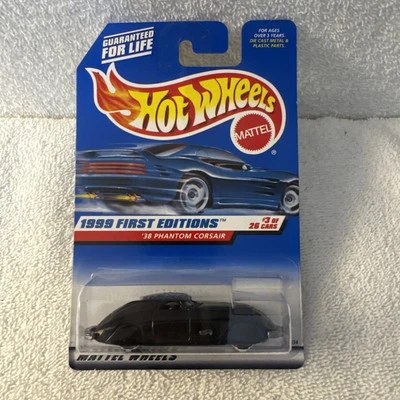 GUARANTEED
FOR LIFE
FOR AGES
OVER 3 YEARS
DIE CAST METAL &
PLASTIC PARTS.
Hot Wheels
MATTEL
1999 FIRST EDITIONS™
#3 OF
26 CARS
'38 PHANTOM CORSAIR
MATTEL WHEELS